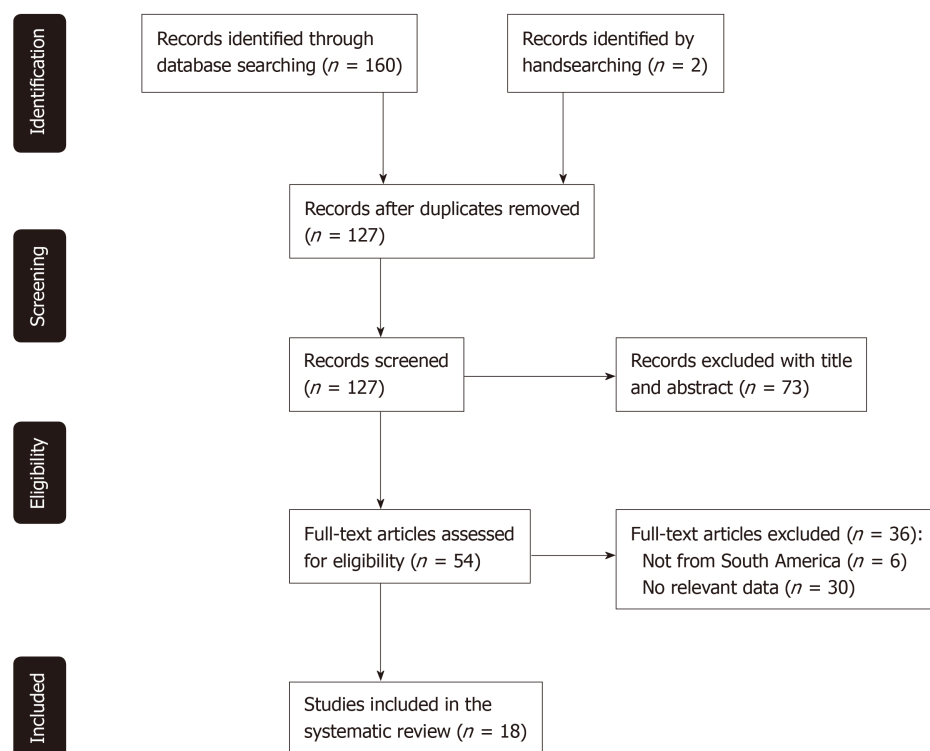 Identification
Records identified through
database searching (n = 160)
Records identified by
handsearching (n = 2)
Records after duplicates removed
(n = 127)
Screening
Records screened
(n = 127)
Records excluded with title
and abstract (n = 73)
Eligibility
Full-text articles assessed
for eligibility (n = 54)
Full-text articles excluded (n = 36):
Not from South America (n = 6)
No relevant data (n = 30)
Included
Studies included in the
systematic review (n = 18)